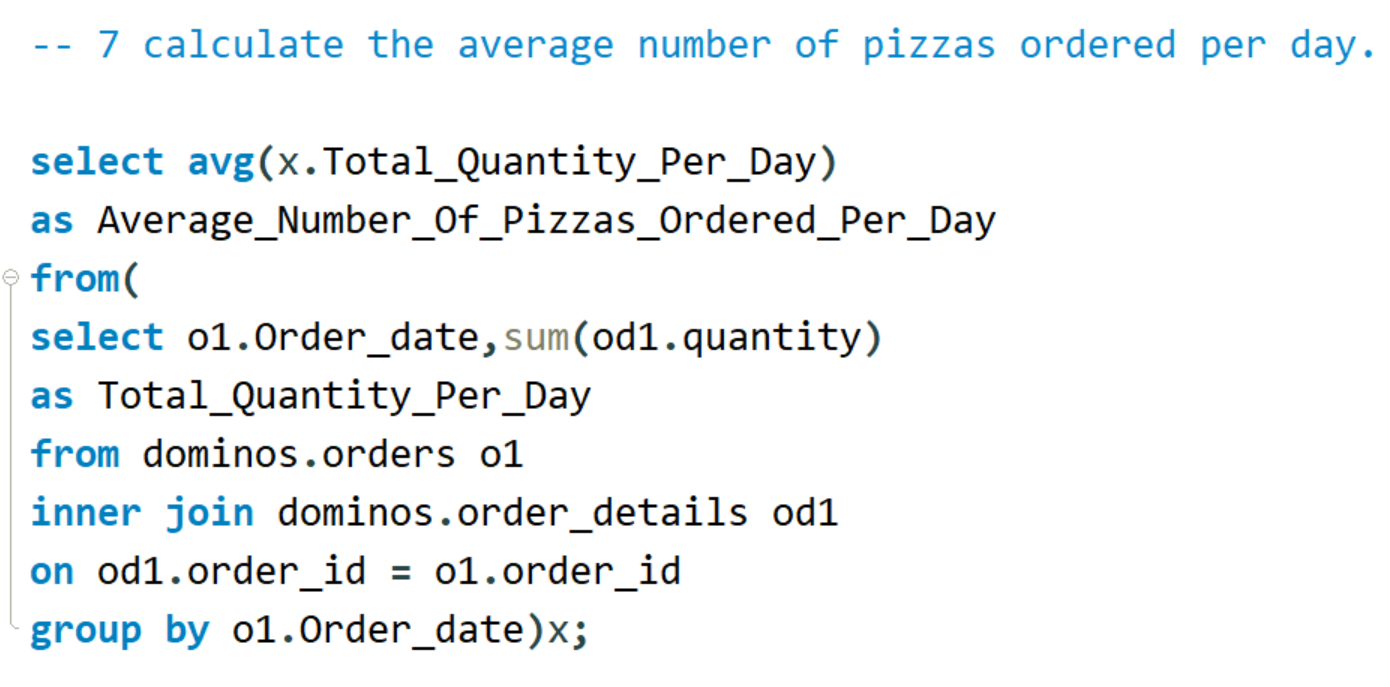 -- 7 calculate the average number of pizzas ordered per day.
select avg(x.Total_Quantity_Per_Day)
as Average_Number_Of_Pizzas_Ordered_Per_Day
from(
select o1.Order_date,sum(od1.quantity)
as Total_Quantity_Per_Day
from dominos.orders o1
inner join dominos.order_details od1
on od1.order_id = o1.order_id
group by o1.Order_date)x;